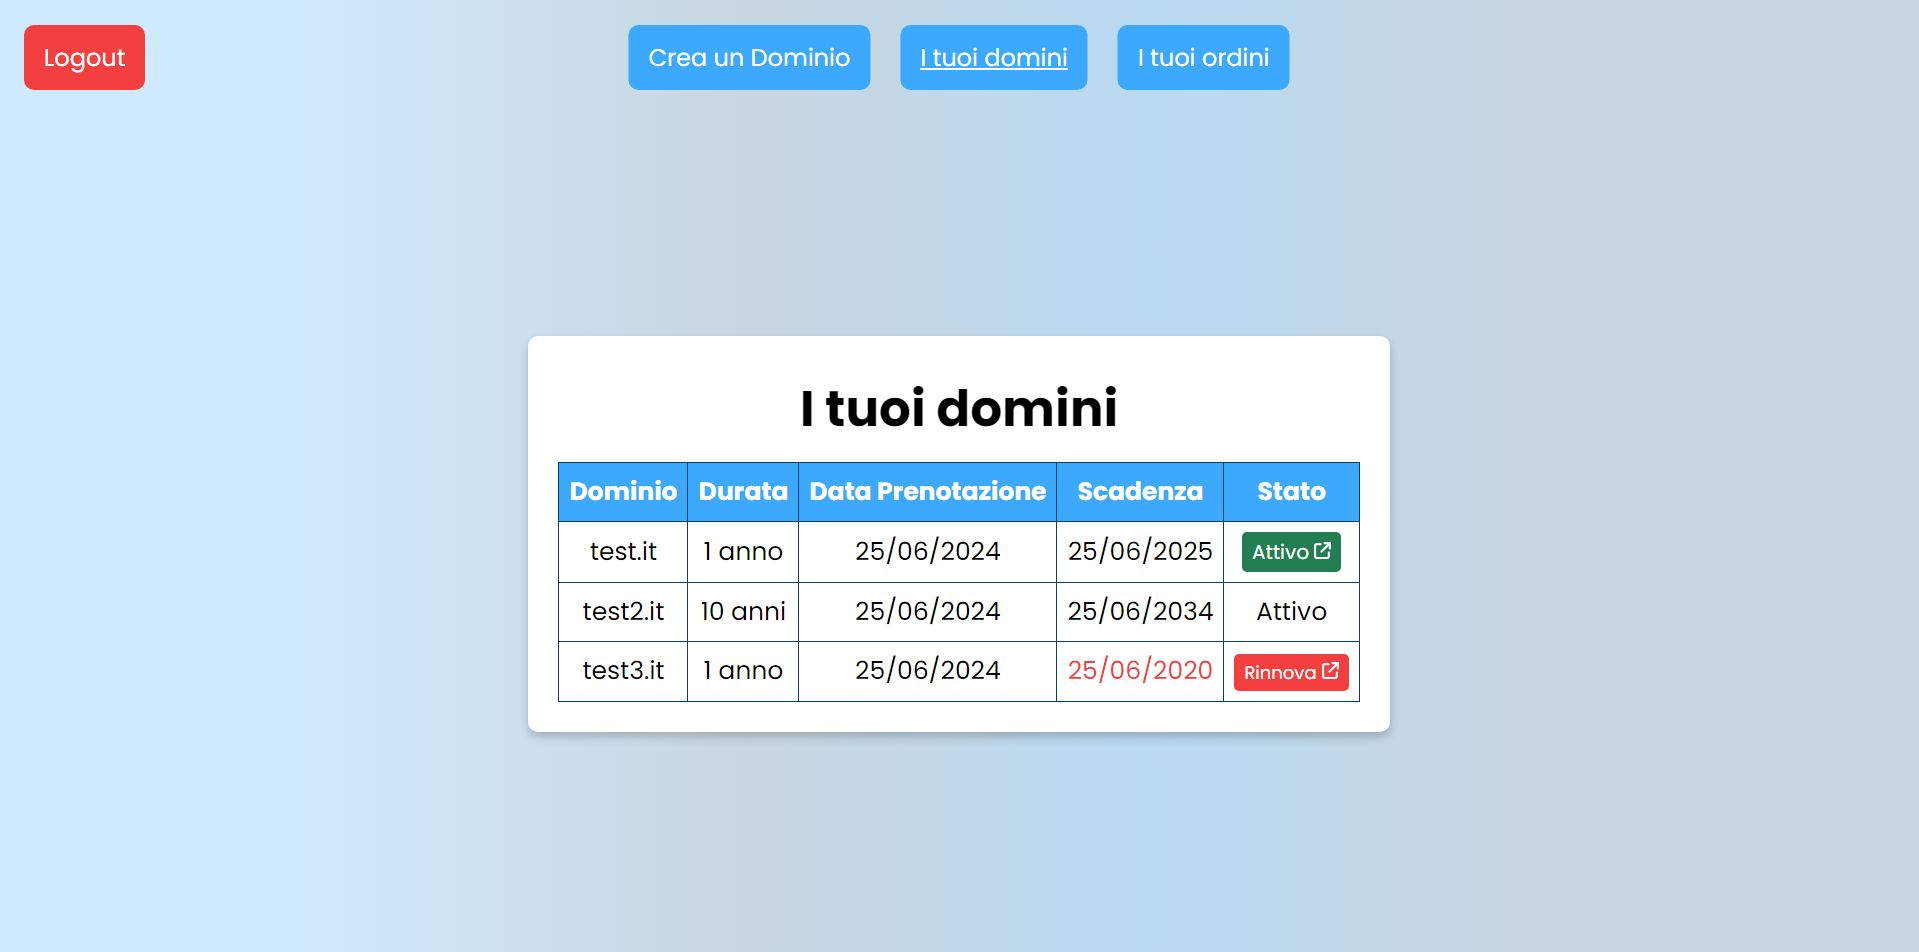 Logout Crea un Dominio I tuoi domini I tuoi ordini
I tuoi domini
Dominio Durata Data Prenotazione Scadenza Stato
test.it 1 anno 25/06/2024 25/06/2025 Attivo
test2.it 10 anni 25/06/2024 25/06/2034 Attivo
test3.it 1 anno 25/06/2024 25/06/2020 Rinnova